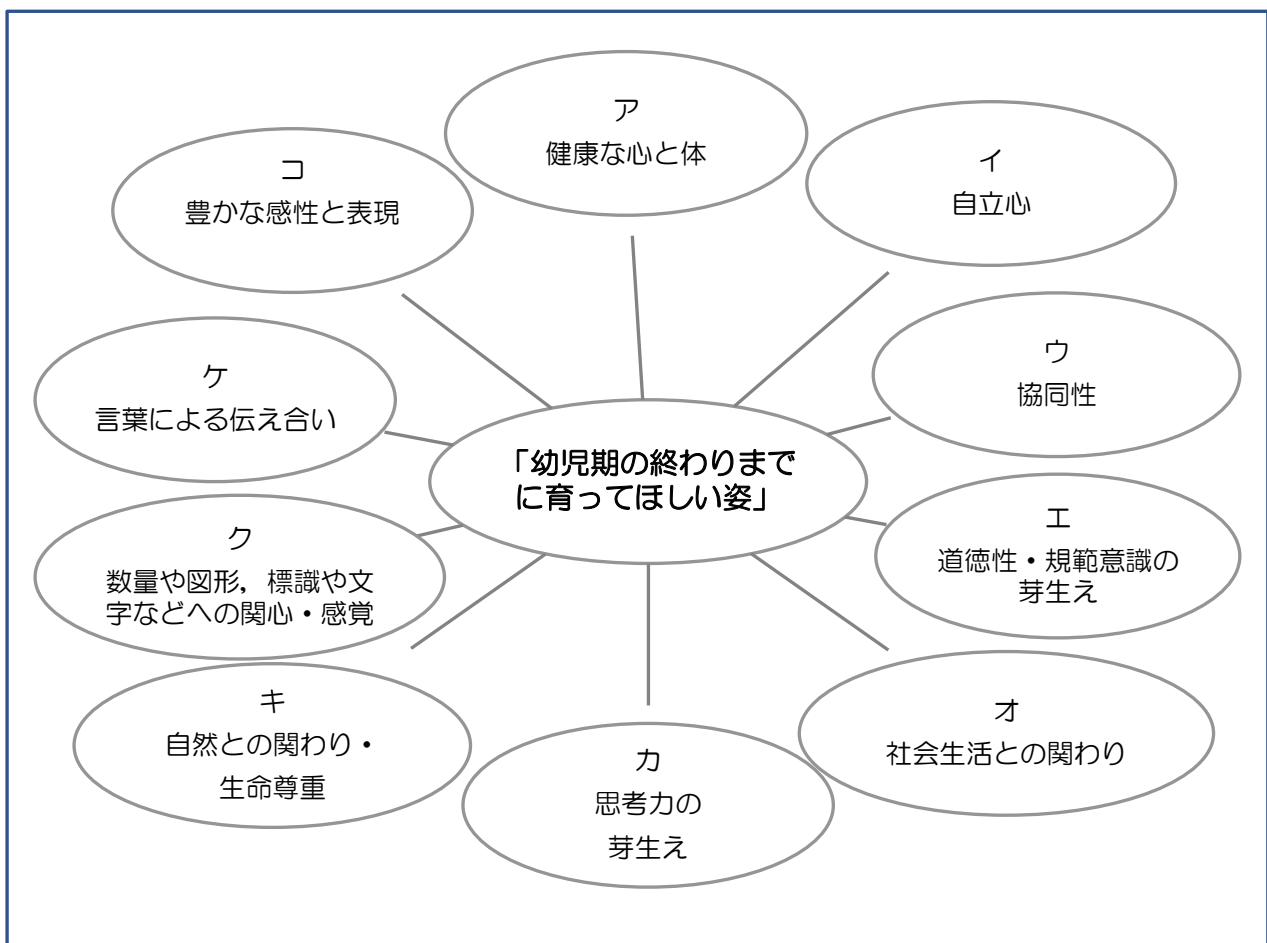 ア
健康な心と体
イ
自立心
ウ
協同性
エ
道徳性・規範意識の
芽生え
オ
社会生活との関わり
カ
思考力の
芽生え
キ
自然との関わり・
生命尊重
ク
数量や図形，標識や文
字などへの関心・感覚
ケ
言葉による伝え合い
コ
豊かな感性と表現
「幼児期の終わりまで
に育ってほしい姿」